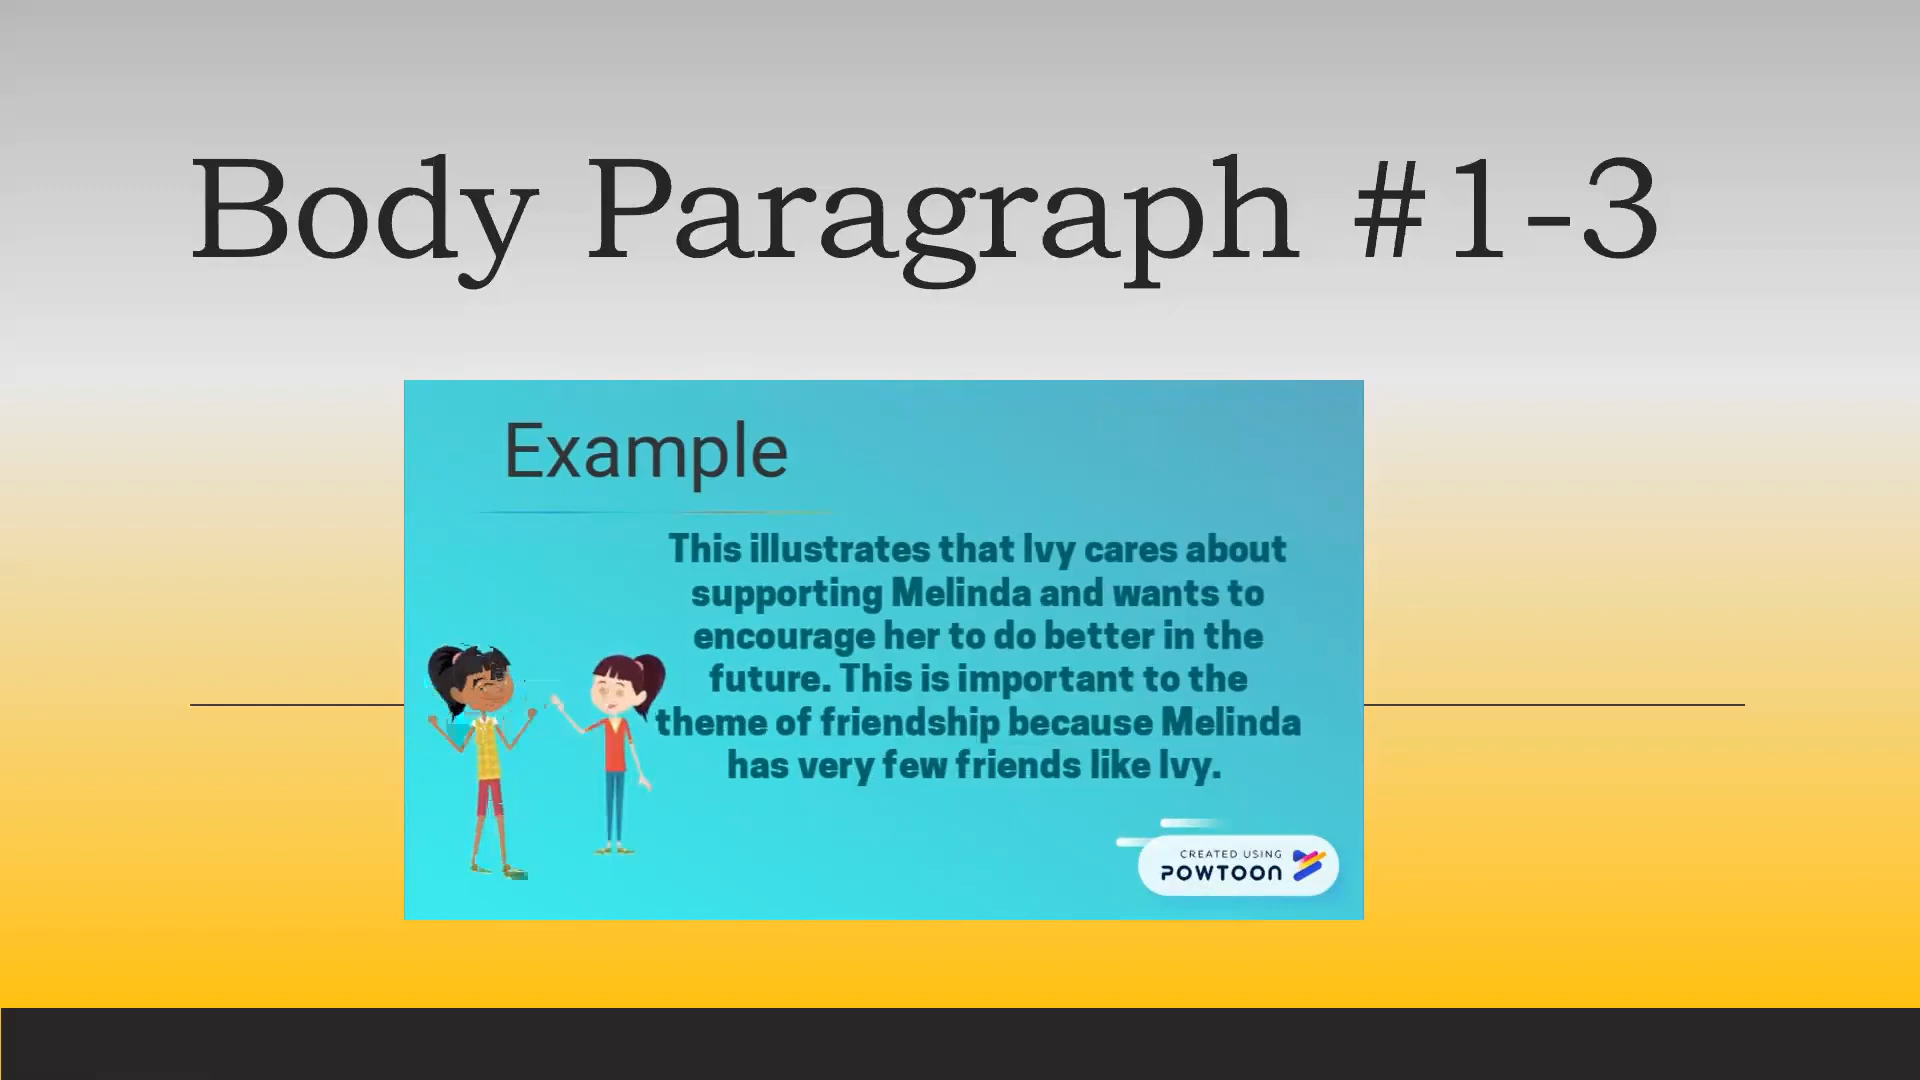 Body Paragraph #1-3
Example
This illustrates that Ivy cares about
supporting Melinda and wants to
encourage her to do better in the
future. This is important to the
theme of friendship because Melinda
has very few friends like Ivy.
CREATED USING
POWTOON